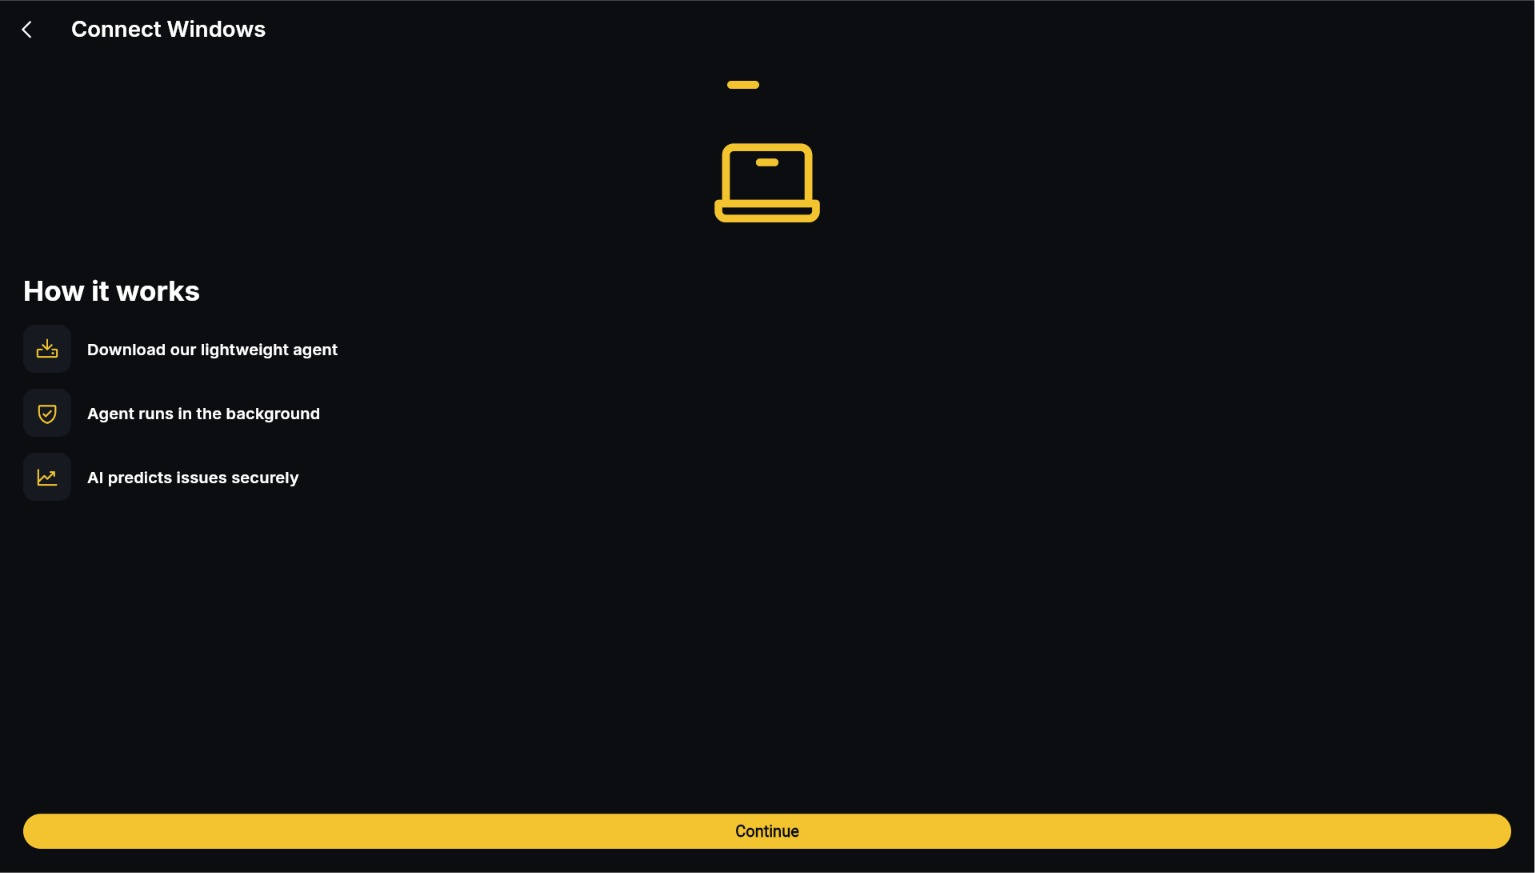 Connect Windows
How it works
Download our lightweight agent
Agent runs in the background
AI predicts issues securely
Continue